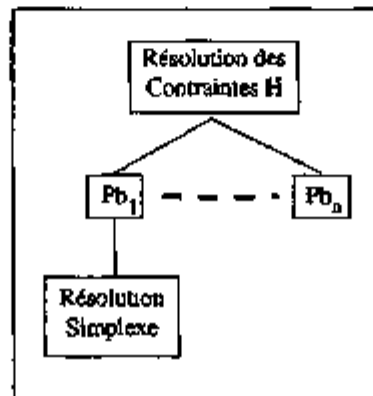 Résolution des
Contraintes H
Pb1
Pbn
Résolution
Simplexe